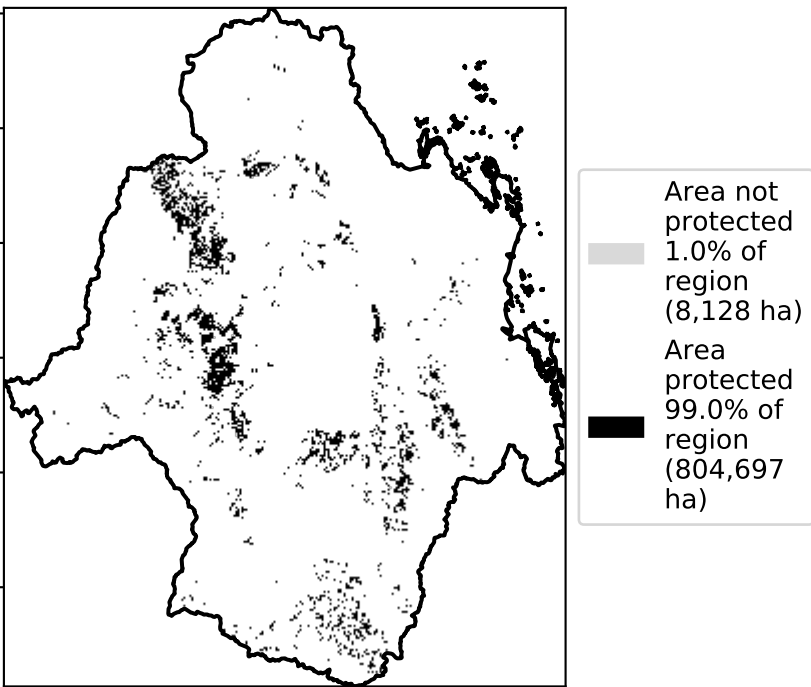 Area not
protected
1.0% of
region
(8,128 ha)
Area
protected
99.0% of
region
(804,697
ha)